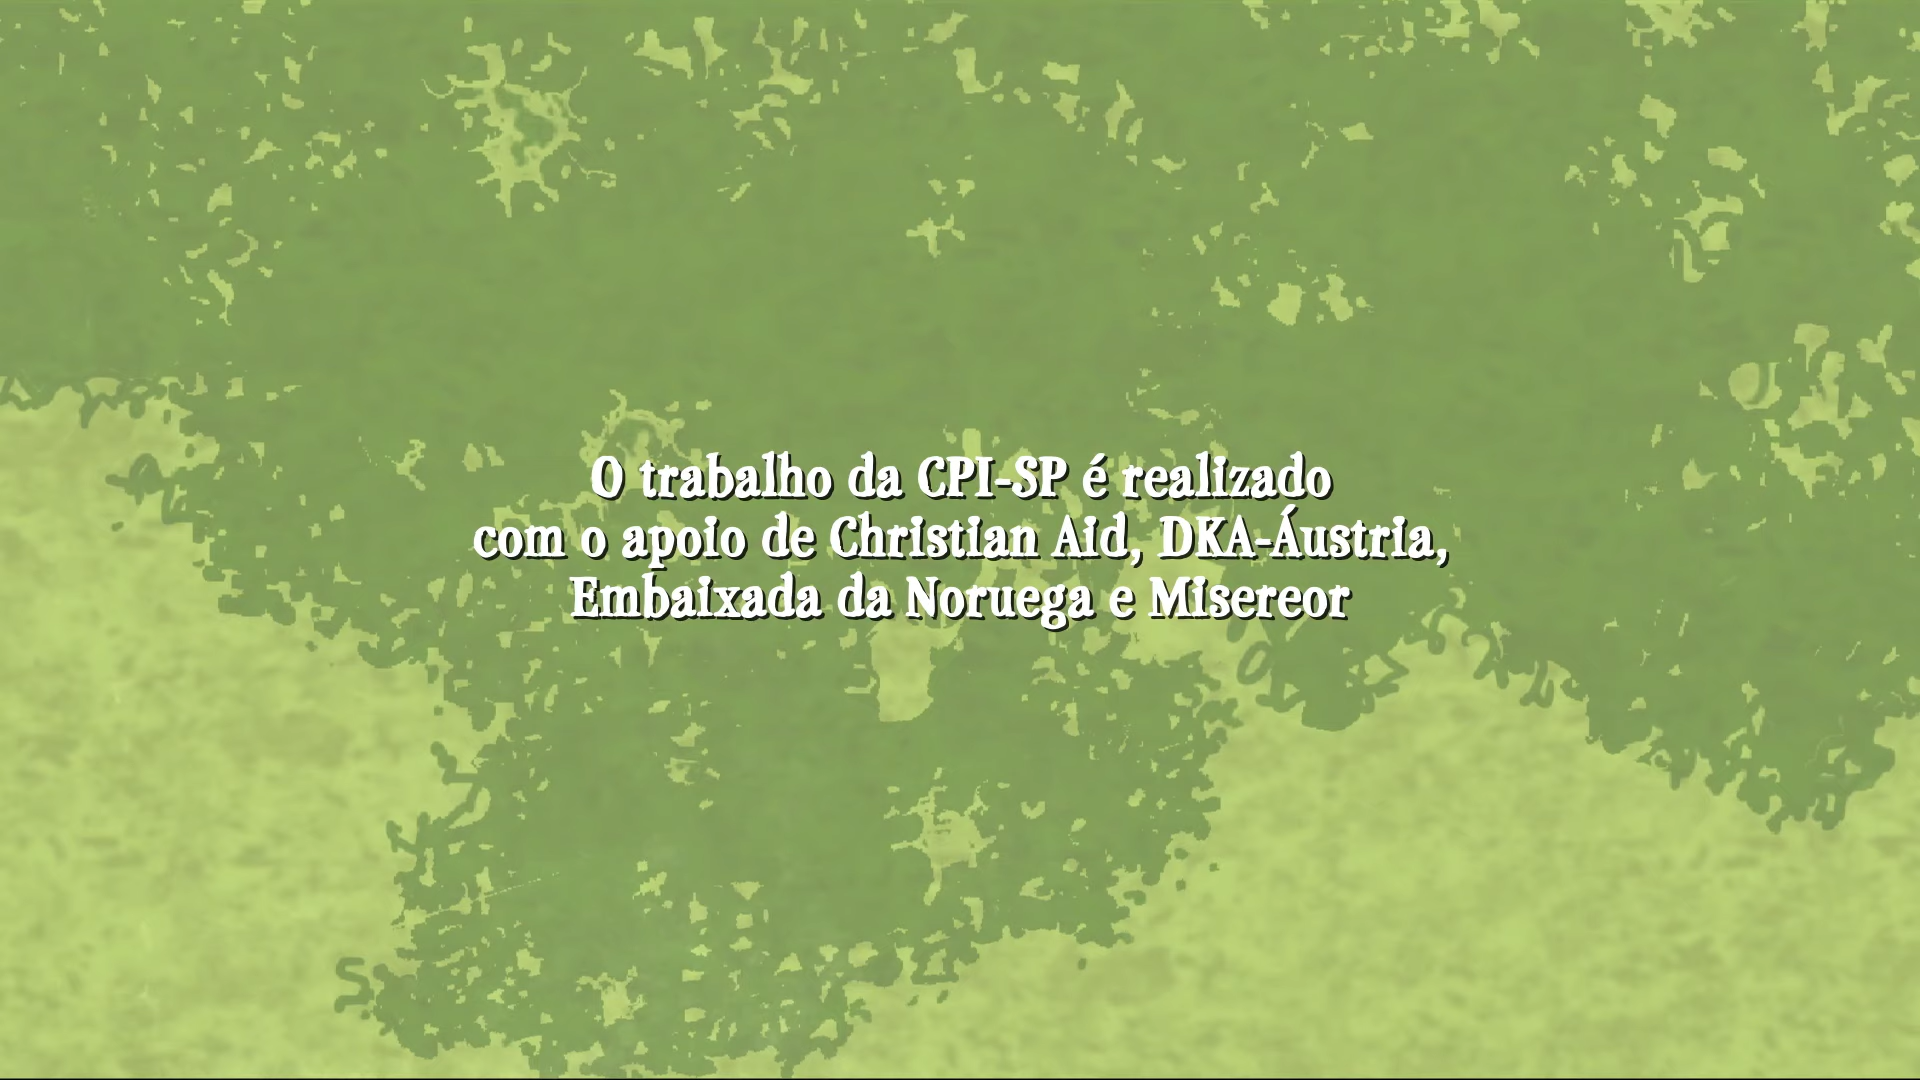 O trabalho da CPI-SP é realizado
com o apoio de Christian Aid, DKA-Áustria,
Embaixada da Noruega e Misereor